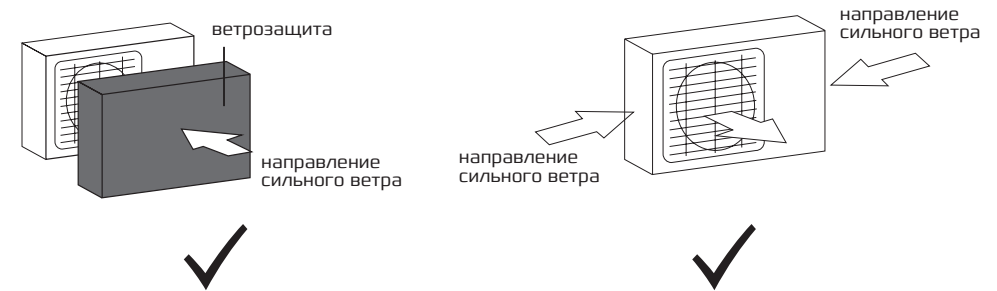 ветрозащита
направление
сильного ветра
направление
сильного ветра
направление
сильного ветра